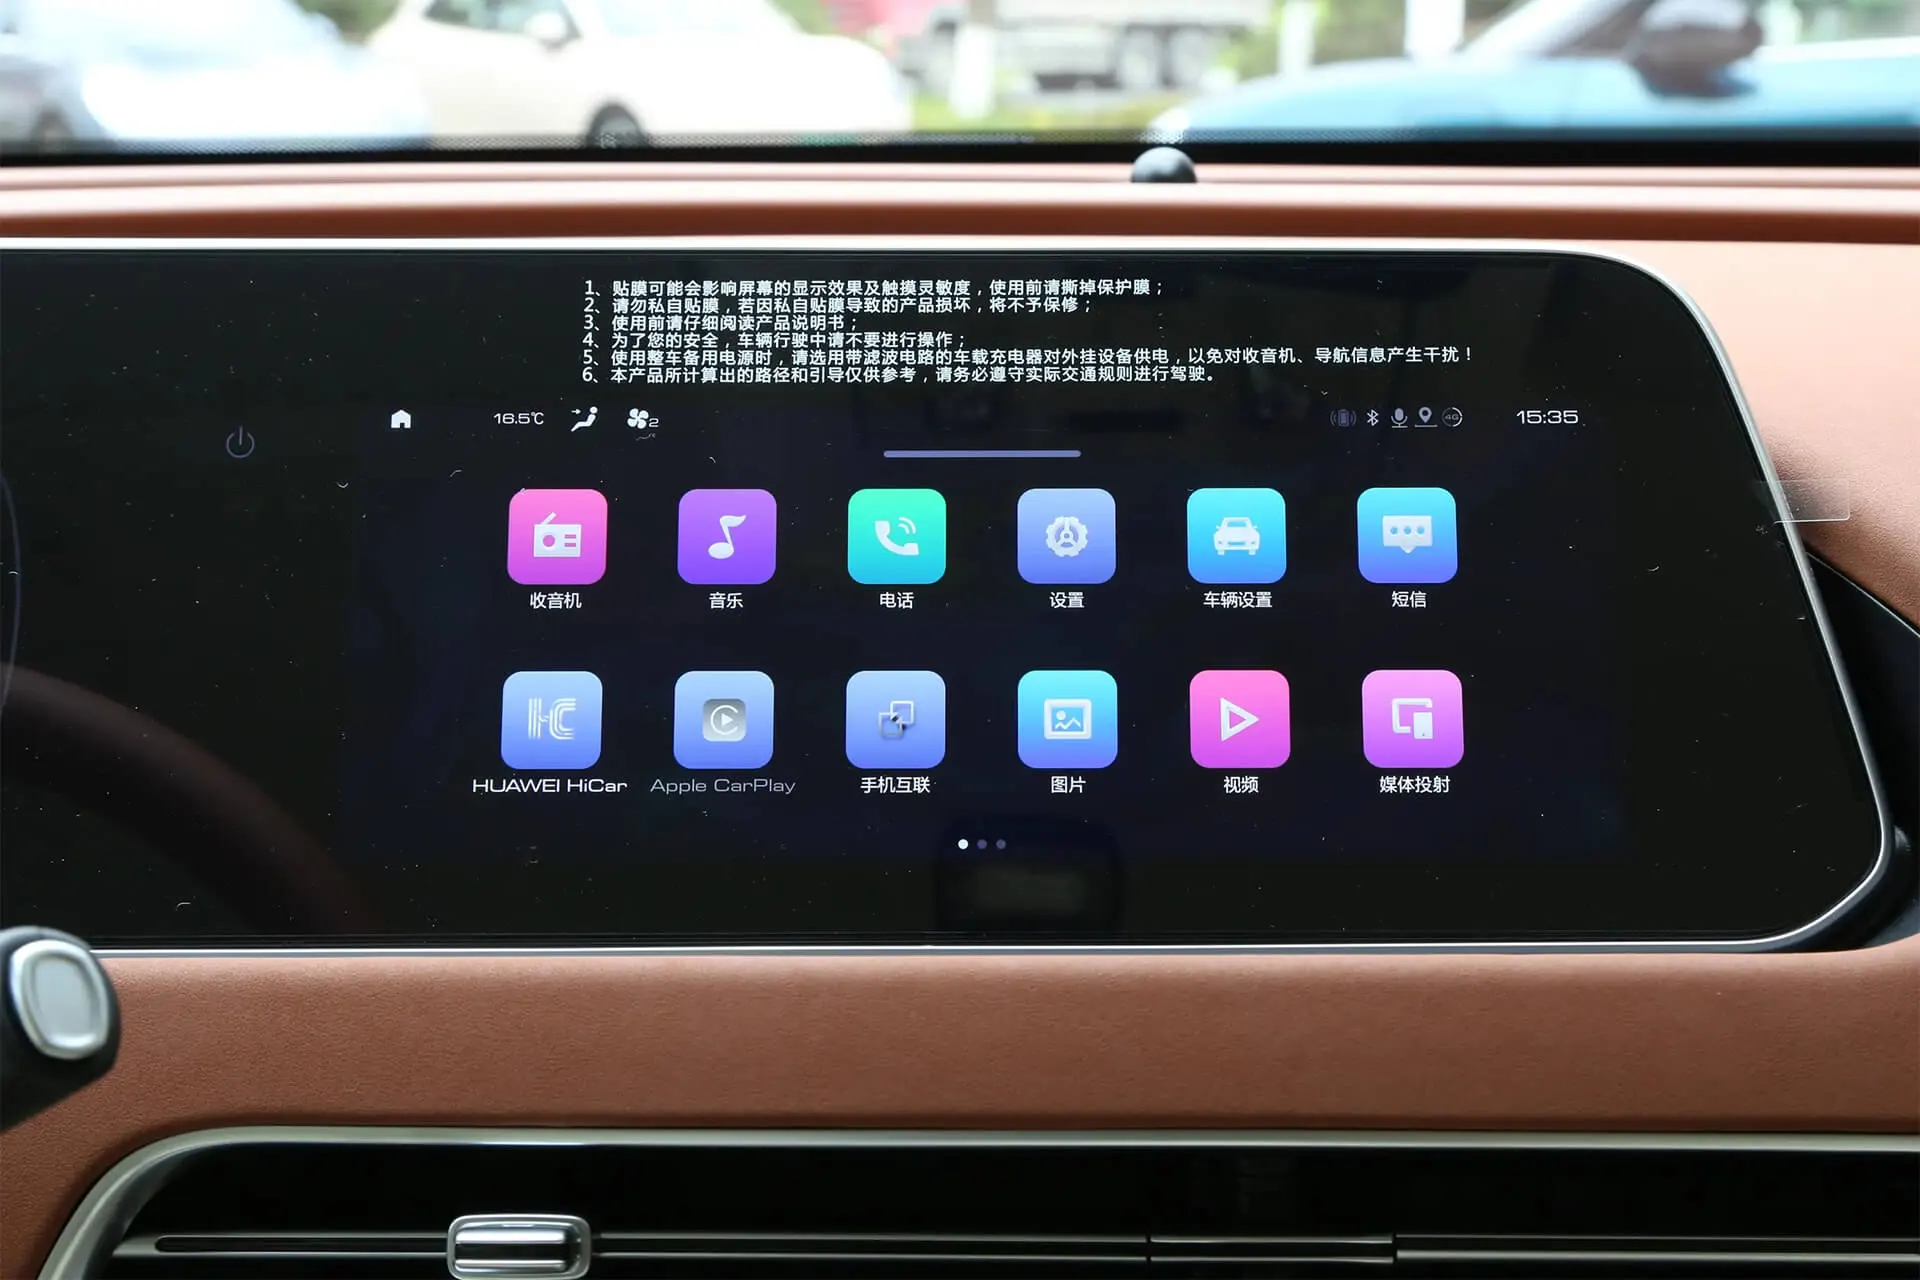 1、贴膜可能会影响屏幕的显示效果及触摸灵敏度，使用前请撕掉保护膜；
2、请勿私自贴膜，若因私自贴膜导致的产品损坏，将不予保修；
3、使用前请仔细阅读产品说明书；
4、为了您的安全，车辆行驶中请不要进行操作；
5、使用整车备用电源时，请选用带滤波电路的车载充电器对外挂设备供电，以免对收音机、导航信息产生干扰！
6、本产品所计算出的路径和引导仅供参考，请务必遵守实际交通规则进行驾驶。
16.5℃ 2 4G 15:35
收音机 音乐 电话 设置 车辆设置 短信
HUAWEI HiCar Apple CarPlay 手机互联 图片 视频 媒体投射